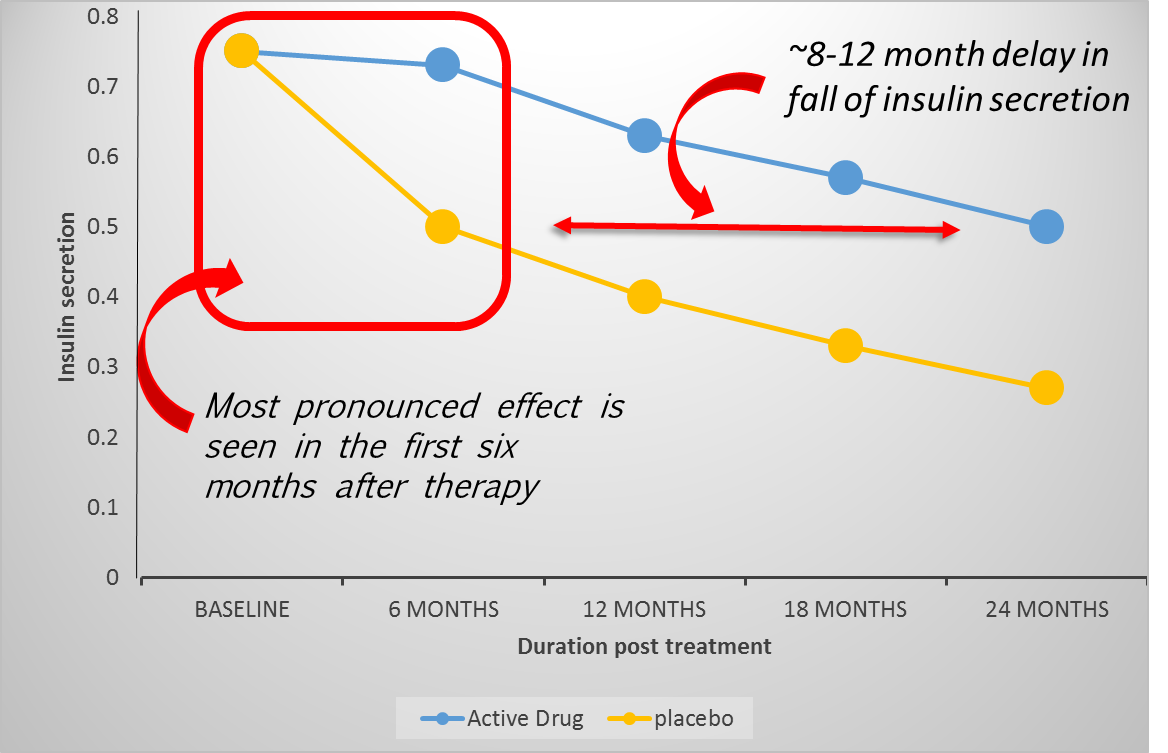 0.8
0.7
0.6
0.5
0.4
0.3
0.2
0.1
0
Insulin secretion
~8-12 month delay in
fall of insulin secretion
Most pronounced effect is
seen in the first six
months after therapy
BASELINE
6 MONTHS
12 MONTHS
18 MONTHS
24 MONTHS
Duration post treatment
Active Drug
placebo